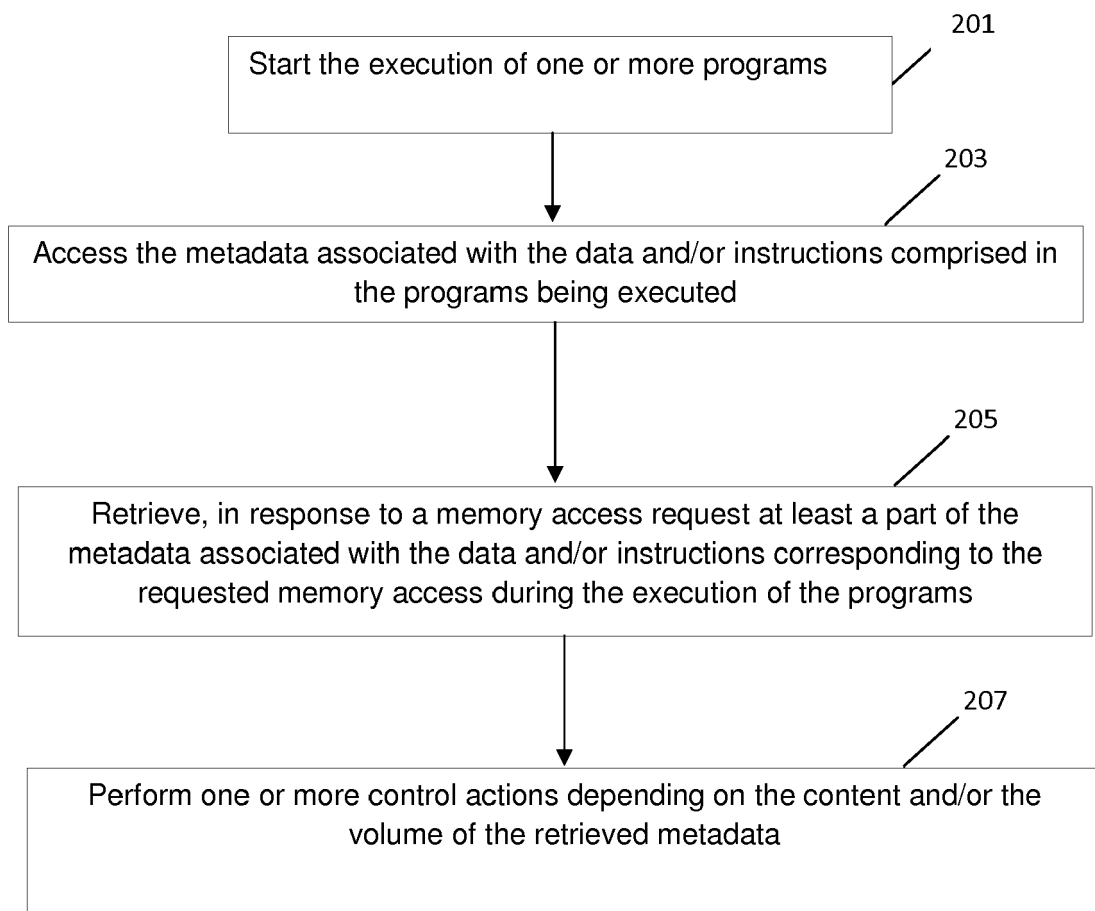 201
Start the execution of one or more programs
203
Access the metadata associated with the data and/or instructions comprised in
the programs being executed
205
Retrieve, in response to a memory access request at least a part of the
metadata associated with the data and/or instructions corresponding to the
requested memory access during the execution of the programs
207
Perform one or more control actions depending on the content and/or the
volume of the retrieved metadata